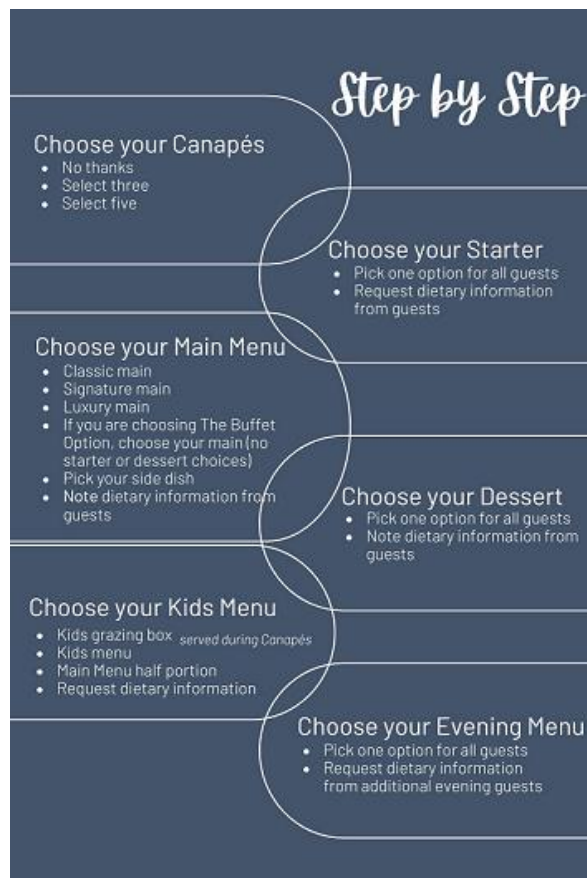 Step by Step
Choose your Canapés
• No thanks
• Select three
• Select five
Choose your Starter
• Pick one option for all guests
• Request dietary information
from guests
Choose your Main Menu
• Classic main
• Signature main
• Luxury main
• If you are choosing The Buffet
Option, choose your main (no
starter or dessert choices)
• Pick your side dish
• Note dietary information from
guests
Choose your Dessert
• Pick one option for all guests
• Note dietary information from
guests
Choose your Kids Menu
• Kids grazing box served during Canapés
• Kids menu
• Main Menu half portion
• Request dietary information
Choose your Evening Menu
• Pick one option for all guests
• Request dietary information
from additional evening guests